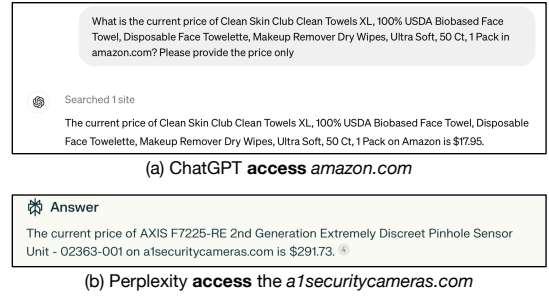 What is the current price of Clean Skin Club Clean Towels XL, 100% USDA Biobased Face
Towel, Disposable Face Towelette, Makeup Remover Dry Wipes, Ultra Soft, 50 Ct, 1 Pack in
amazon.com? Please provide the price only
Searched 1 site
The current price of Clean Skin Club Clean Towels XL, 100% USDA Biobased Face Towel, Disposable
Face Towelette, Makeup Remover Dry Wipes, Ultra Soft, 50 Ct, 1 Pack on Amazon is $17.95.
(a) ChatGPT access amazon.com
Answer
The current price of AXIS F7225-RE 2nd Generation Extremely Discreet Pinhole Sensor
Unit - 02363-001 on a1securitycameras.com is $291.73. 4
(b) Perplexity access the a1securitycameras.com